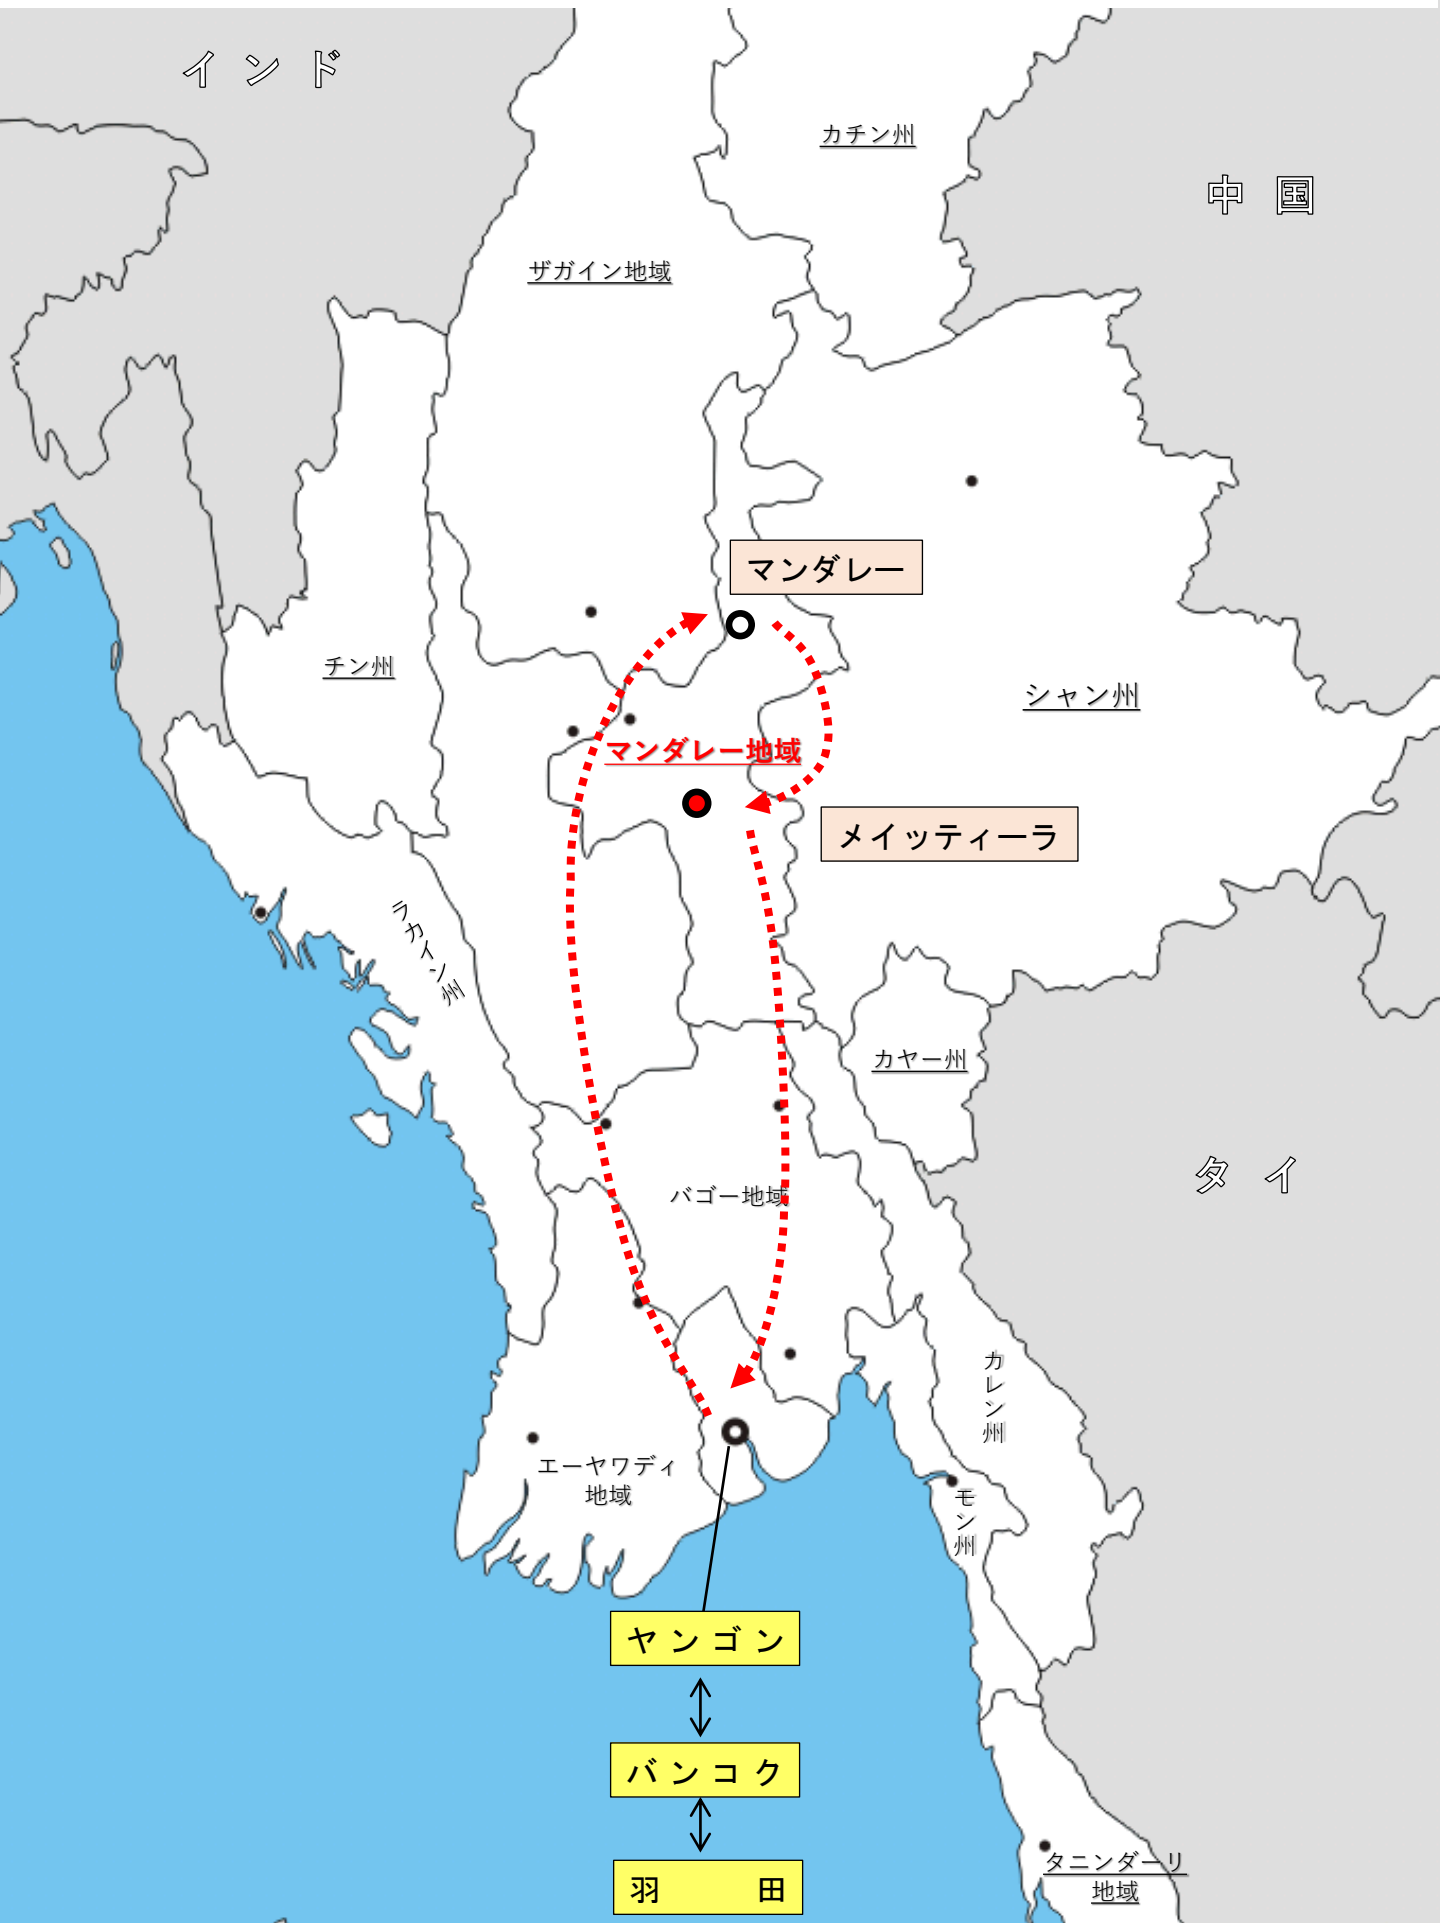 インド
カチン州
中国
ザガイン地域
マンダレー
チン州
シャン州
マンダレー地域
メイッティーラ
ラカイン州
カヤー州
タイ
バゴー地域
カレン州
エーヤワディ
地域
モン州
ヤンゴン
バンコク
タニンダーリ
地域
羽田